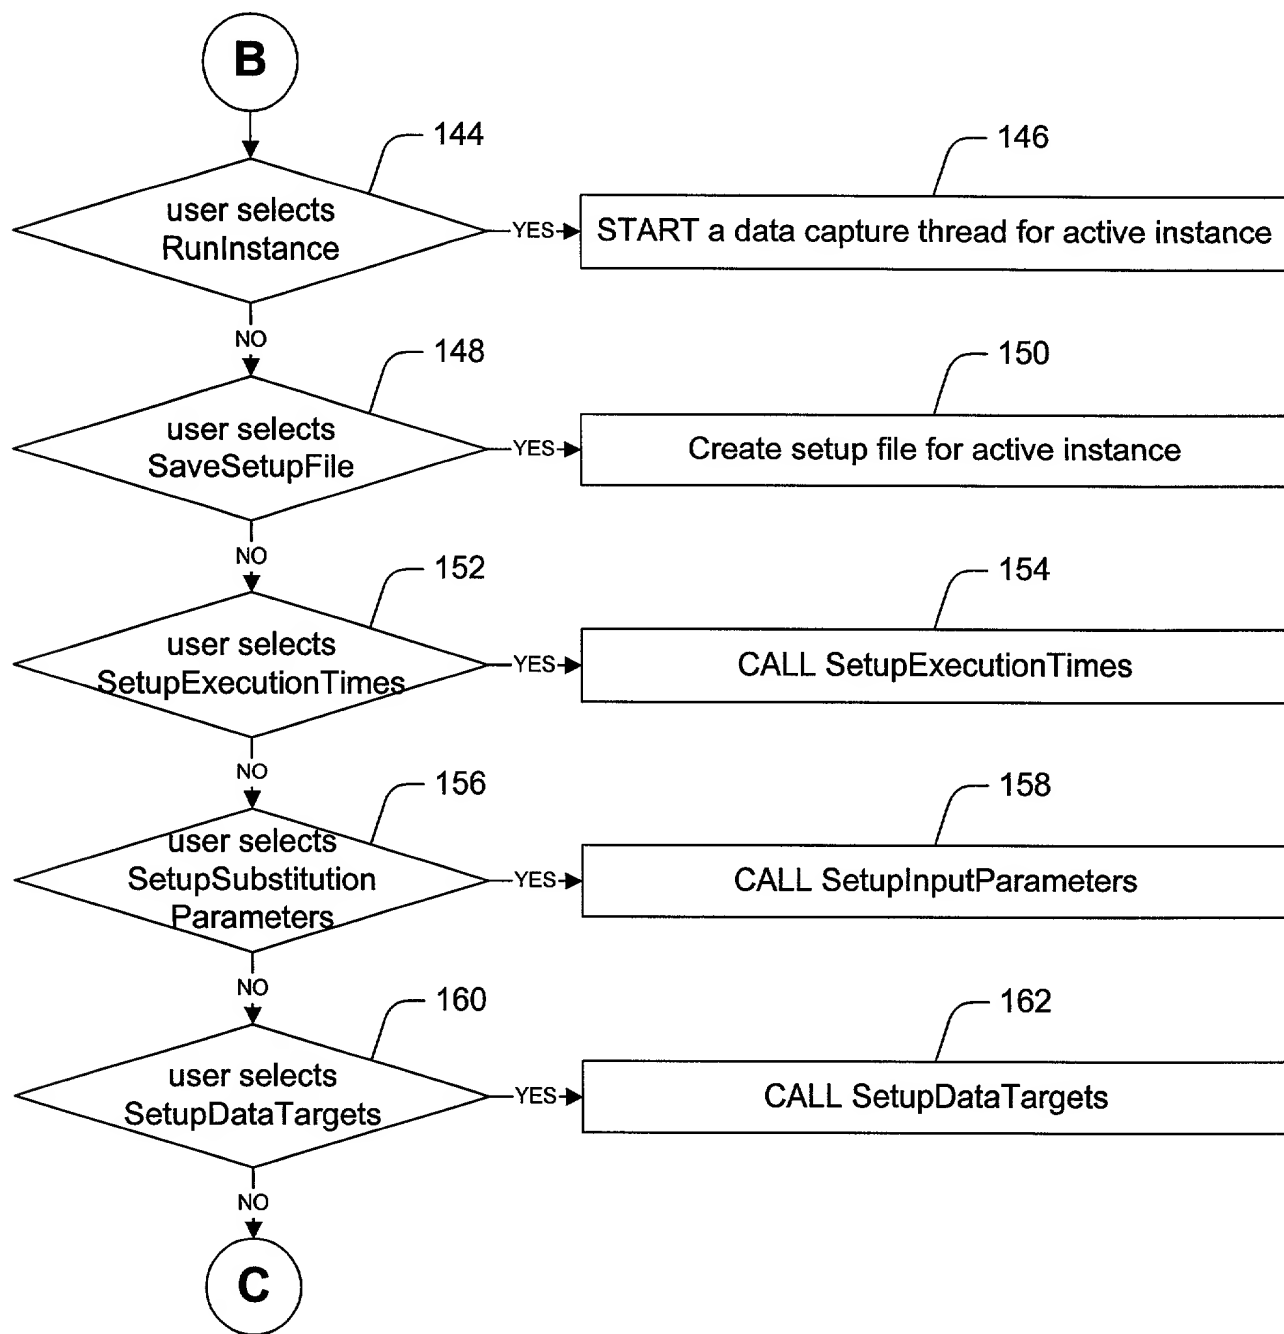 B
144
146
user selects
RunInstance
YES
START a data capture thread for active instance
NO
148
150
user selects
SaveSetupFile
YES
Create setup file for active instance
NO
152
154
user selects
SetupExecutionTimes
YES
CALL SetupExecutionTimes
NO
156
158
user selects
SetupSubstitution
Parameters
YES
CALL SetupInputParameters
NO
160
162
user selects
SetupDataTargets
YES
CALL SetupDataTargets
NO
C